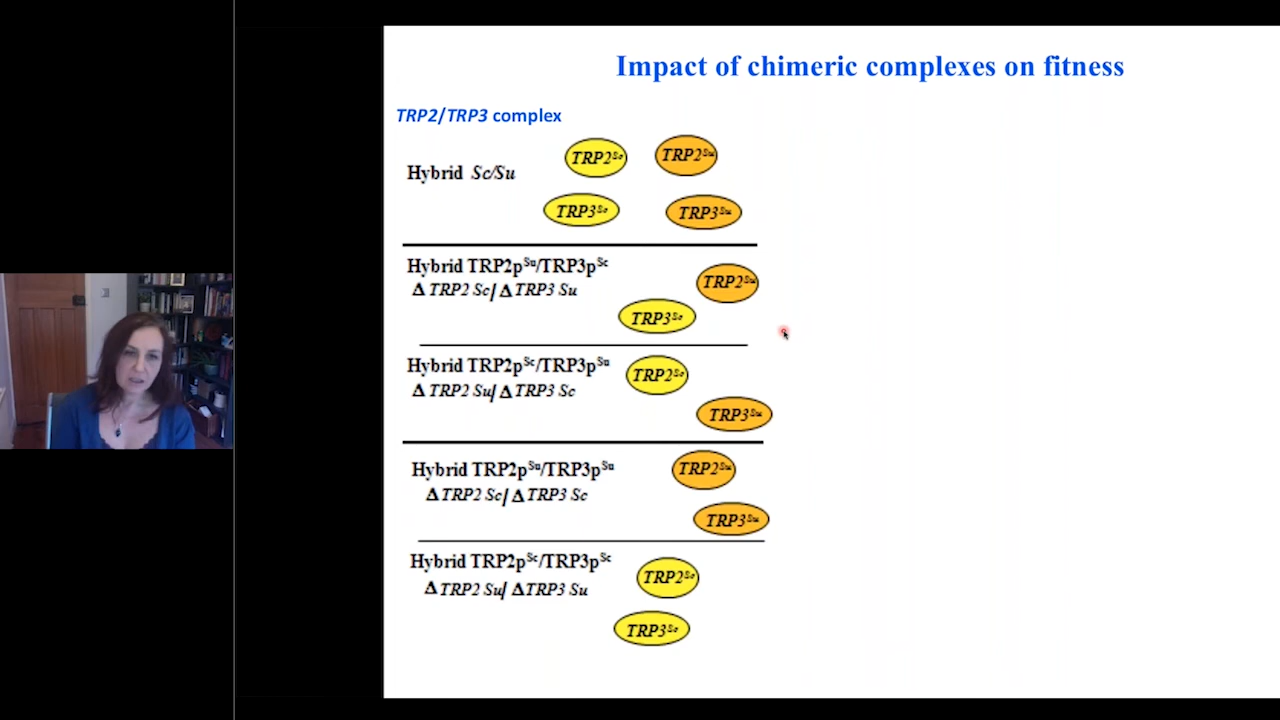 Impact of chimeric complexes on fitness
TRP2/TRP3 complex
TRP2Sc TRP2Su
Hybrid Sc/Su
TRP3Sc TRP3Su
Hybrid TRP2pSu/TRP3pSc
Δ TRP2 Sc/ Δ TRP3 Su
TRP2Su
TRP3Sc
Hybrid TRP2pSc/TRP3pSu
Δ TRP2 Su/ Δ TRP3 Sc
TRP2Sc
TRP3Su
Hybrid TRP2pSu/TRP3pSu
Δ TRP2 Sc/ Δ TRP3 Sc
TRP2Su
TRP3Su
Hybrid TRP2pSc/TRP3pSc
Δ TRP2 Su/ Δ TRP3 Su
TRP2Sc
TRP3Sc